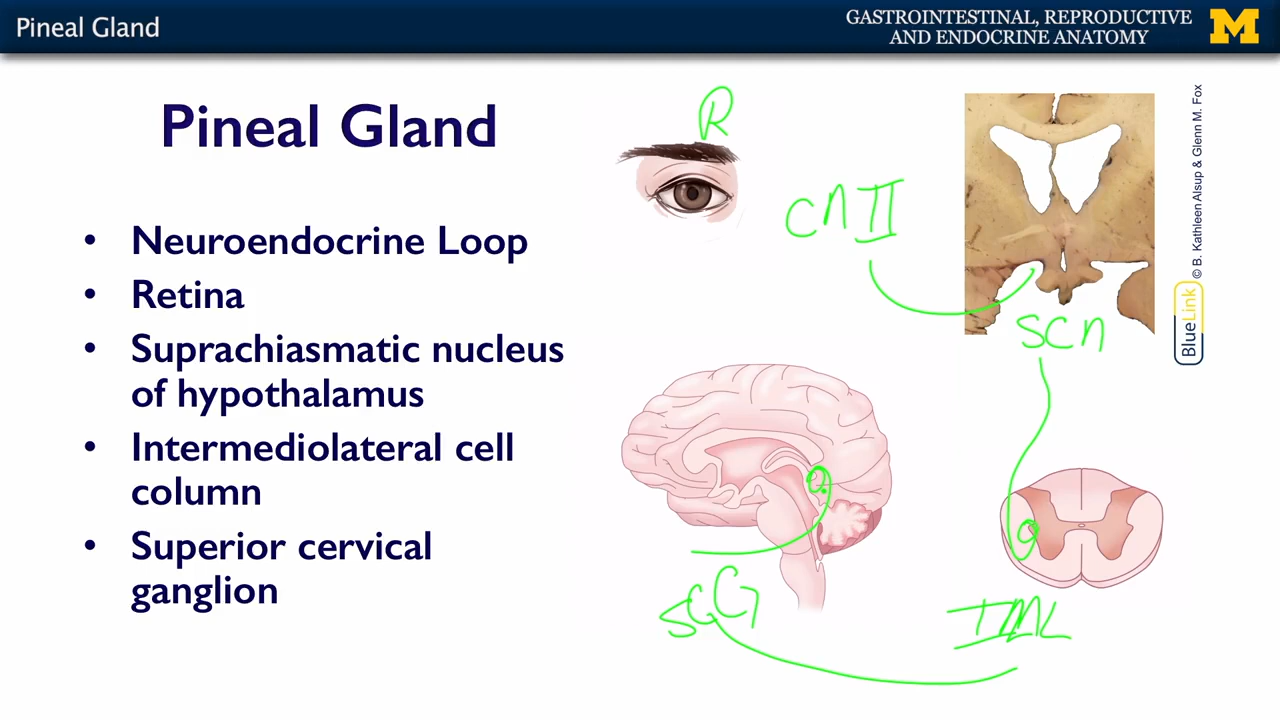 Pineal Gland
GASTROINTESTINAL, REPRODUCTIVE
AND ENDOCRINE ANATOMY
M
Pineal Gland
• Neuroendocrine Loop
• Retina
• Suprachiasmatic nucleus
of hypothalamus
• Intermediolateral cell
column
• Superior cervical
ganglion
R
CN II
SCN
SCG
IML
BlueLink © B. Kathleen Alsup & Glenn M. Fox